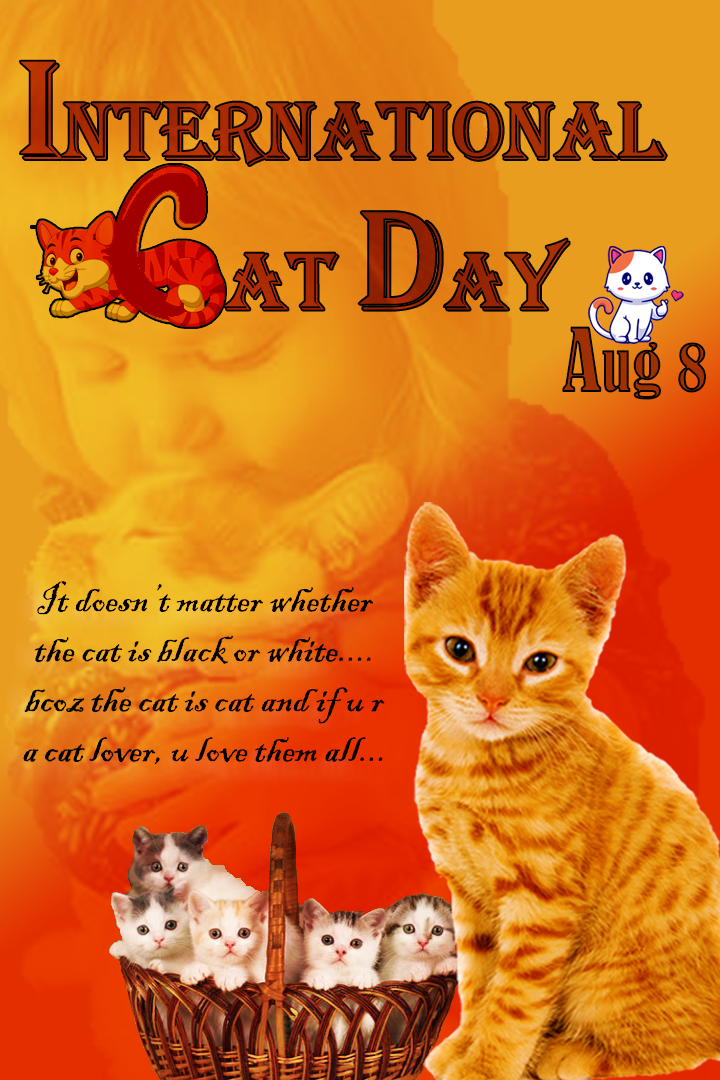 International
Cat Day
Aug 8
It doesn't matter whether
the cat is black or white....
bcoz the cat is cat and if u r
a cat lover, u love them all...